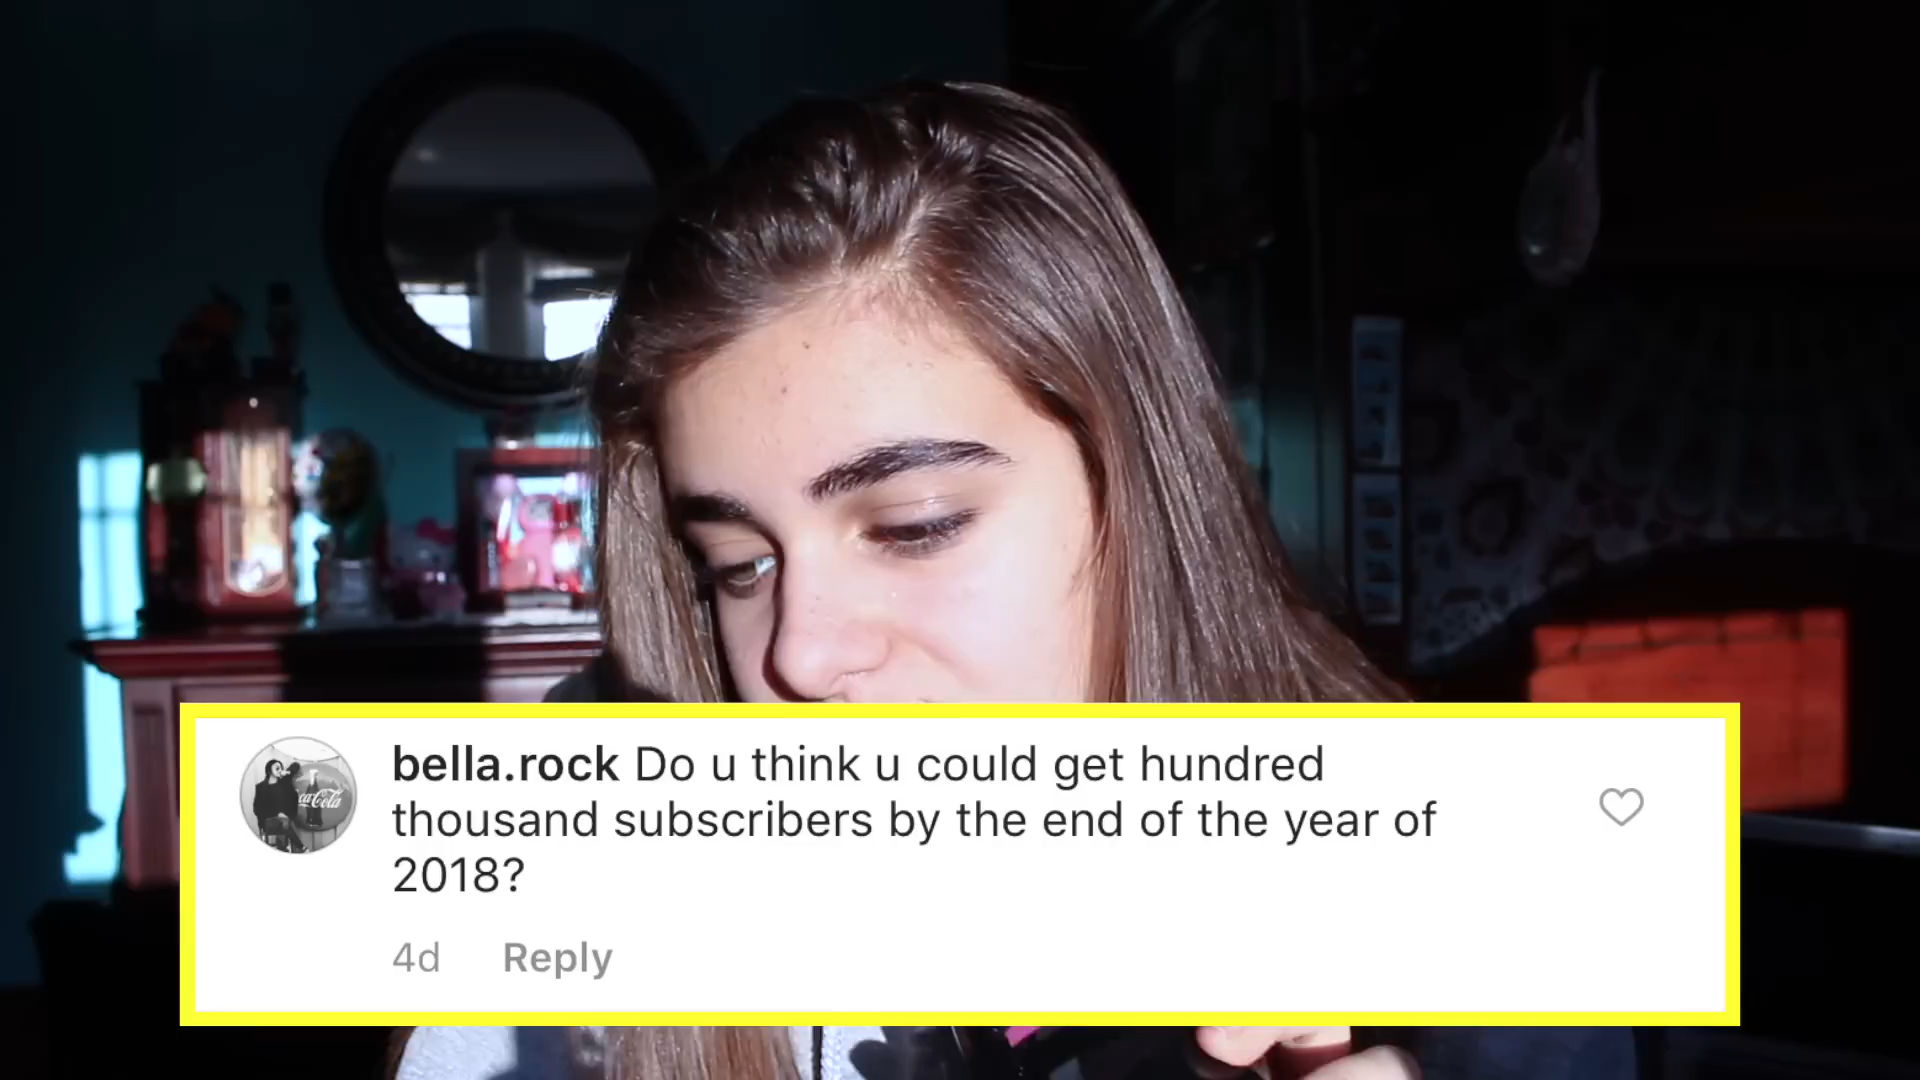 bella.rock Do u think u could get hundred
thousand subscribers by the end of the year of
2018?
4d Reply